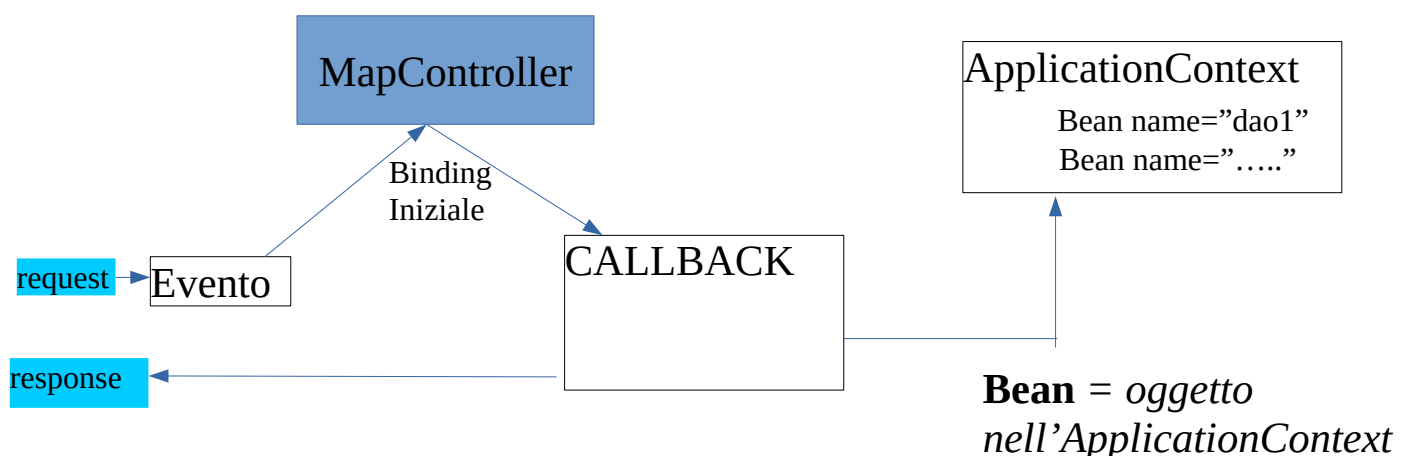 MapController
ApplicationContext
Bean name=”dao1”
Bean name=”…..”
Binding
Iniziale
request
Evento
CALLBACK
response
Bean = oggetto
nell’ApplicationContext